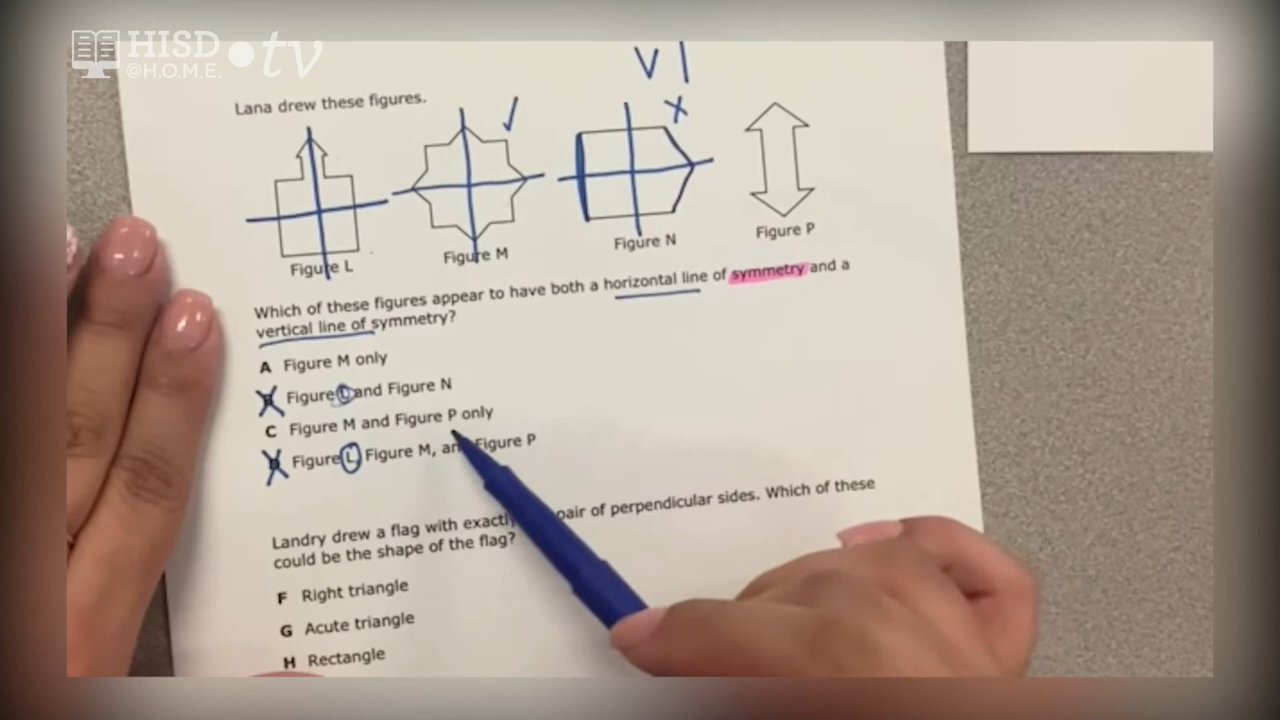 HISD
@H.O.M.E. tv
V |
Lana drew these figures.
Figure L
Figure M
Figure N
Figure P
Which of these figures appear to have both a horizontal line of symmetry and a
vertical line of symmetry?
A Figure M only
B Figure L and Figure N
C Figure M and Figure P only
D Figure L, Figure M, and Figure P
Landry drew a flag with exactly pair of perpendicular sides. Which of these
could be the shape of the flag?
F Right triangle
G Acute triangle
H Rectangle